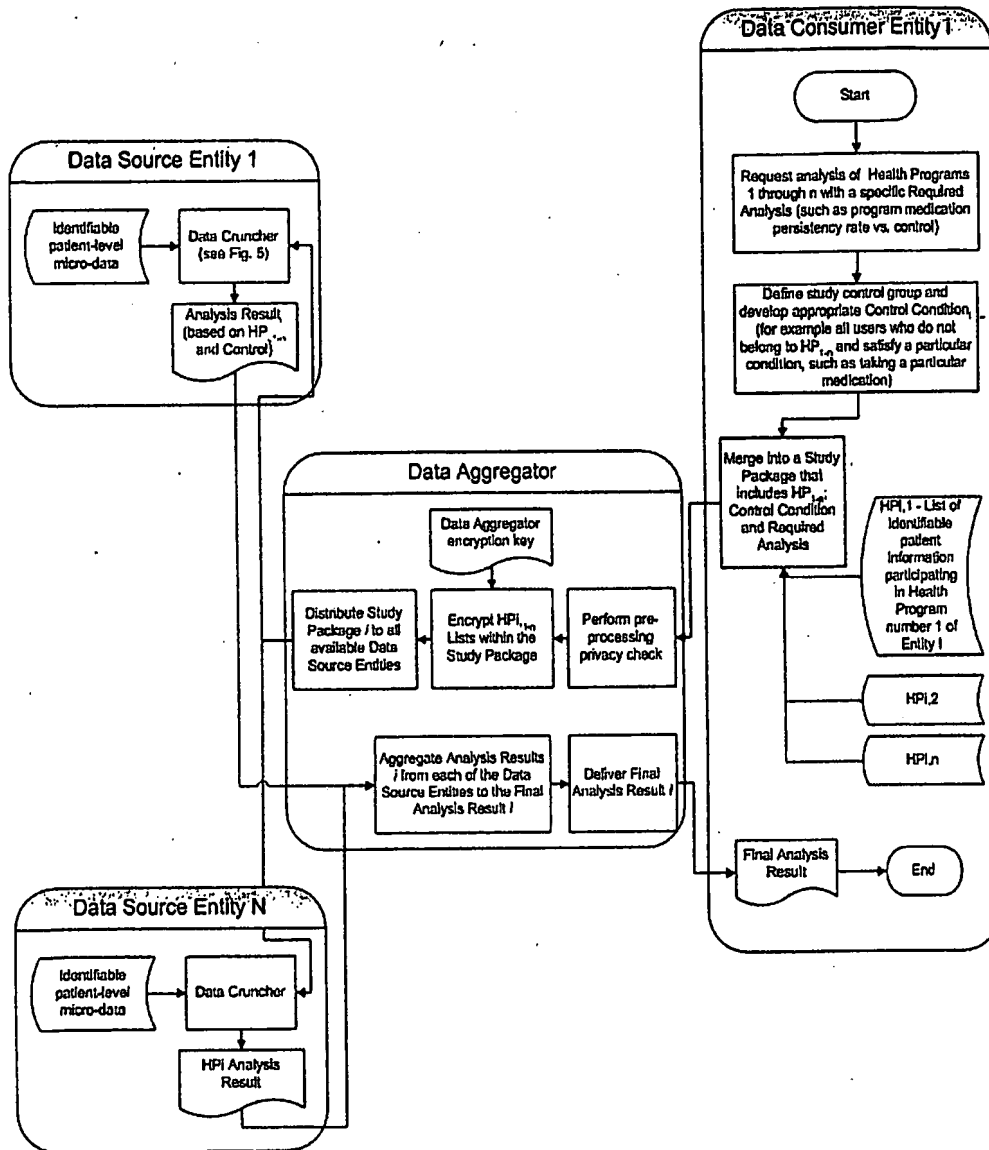 Data Consumer Entity I
Start
Request analysis of Health Programs
1 through n with a specific Required
Analysis (such as program medication
persistency rate vs. control)
Define study control group and
develop appropriate Control Condition,
(for example all users who do not
belong to HP1-n and satisfy a particular
condition, such as taking a particular
medication)
Merge into a Study
Package that
includes HP1-n;
Control Condition
and Required
Analysis
HPI,1 - List of
Identifiable
patient
Information
participating
in Health
Program
number 1 of
Entity I
HPI,2
HPI,n
Final Analysis
Result
End
Data Source Entity 1
Identifiable
patient-level
micro-data
Data Cruncher
(see Fig. 5)
Analysis Result
(based on HP1-n
and Control)
Data Aggregator
Data Aggregator
encryption key
Distribute Study
Package i to all
available Data
Source Entities
Encrypt HPi,1-n
Lists within the
Study Package
Perform pre-
processing
privacy check
Aggregate Analysis Results
i from each of the Data
Source Entities to the Final
Analysis Result i
Deliver Final
Analysis Result i
Data Source Entity N
Identifiable
patient-level
micro-data
Data Cruncher
HPi Analysis
Result